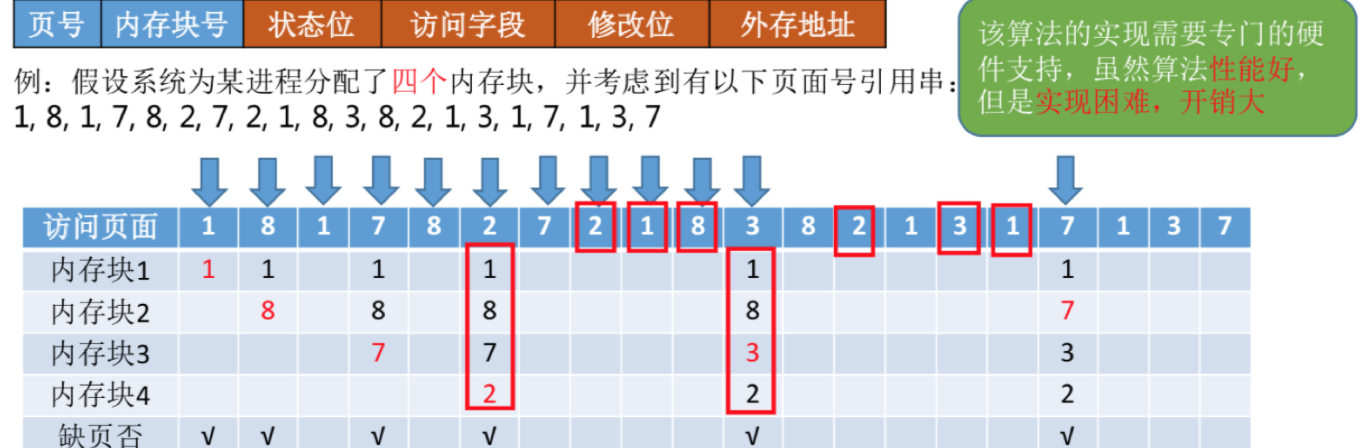 页号 内存块号 状态位 访问字段 修改位 外存地址
该算法的实现需要专门的硬
件支持，虽然算法性能好，
但是实现困难，开销大
例：假设系统为某进程分配了四个内存块，并考虑到有以下页面号引用串：
1, 8, 1, 7, 8, 2, 7, 2, 1, 8, 3, 8, 2, 1, 3, 1, 7, 1, 3, 7
访问页面 1 8 1 7 8 2 7 2 1 8 3 8 2 1 3 1 7 1 3 7
内存块1 1 1 1 1 1 1
内存块2 8 8 8 8 7
内存块3 7 7 3 3
内存块4 2 2 2
缺页否 √ √ √ √ √ √